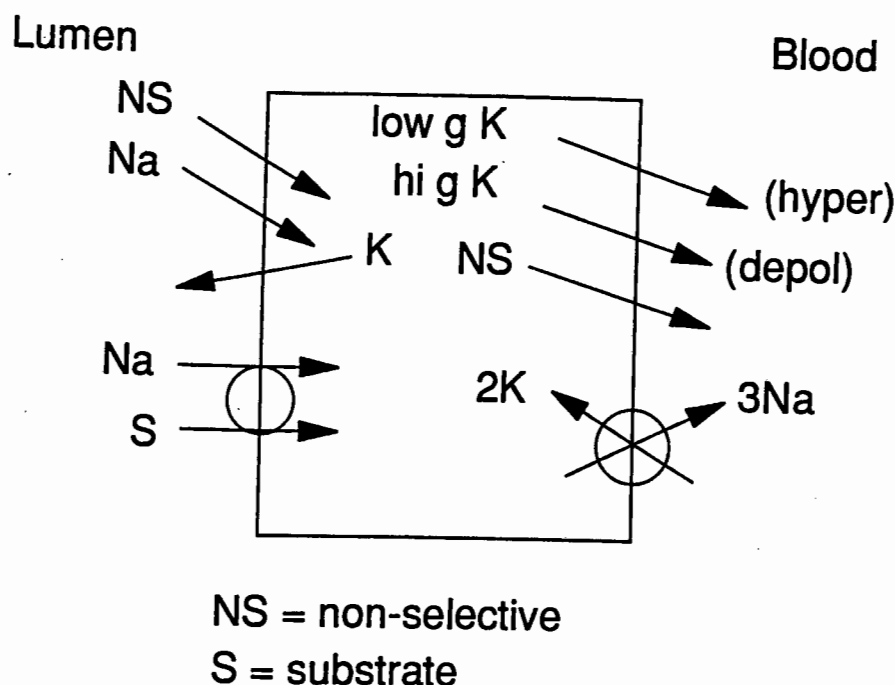 Lumen
Blood
NS
low g K
Na
hi g K
(hyper)
K
NS
(depol)
Na
2K
3Na
S
NS = non-selective
S = substrate